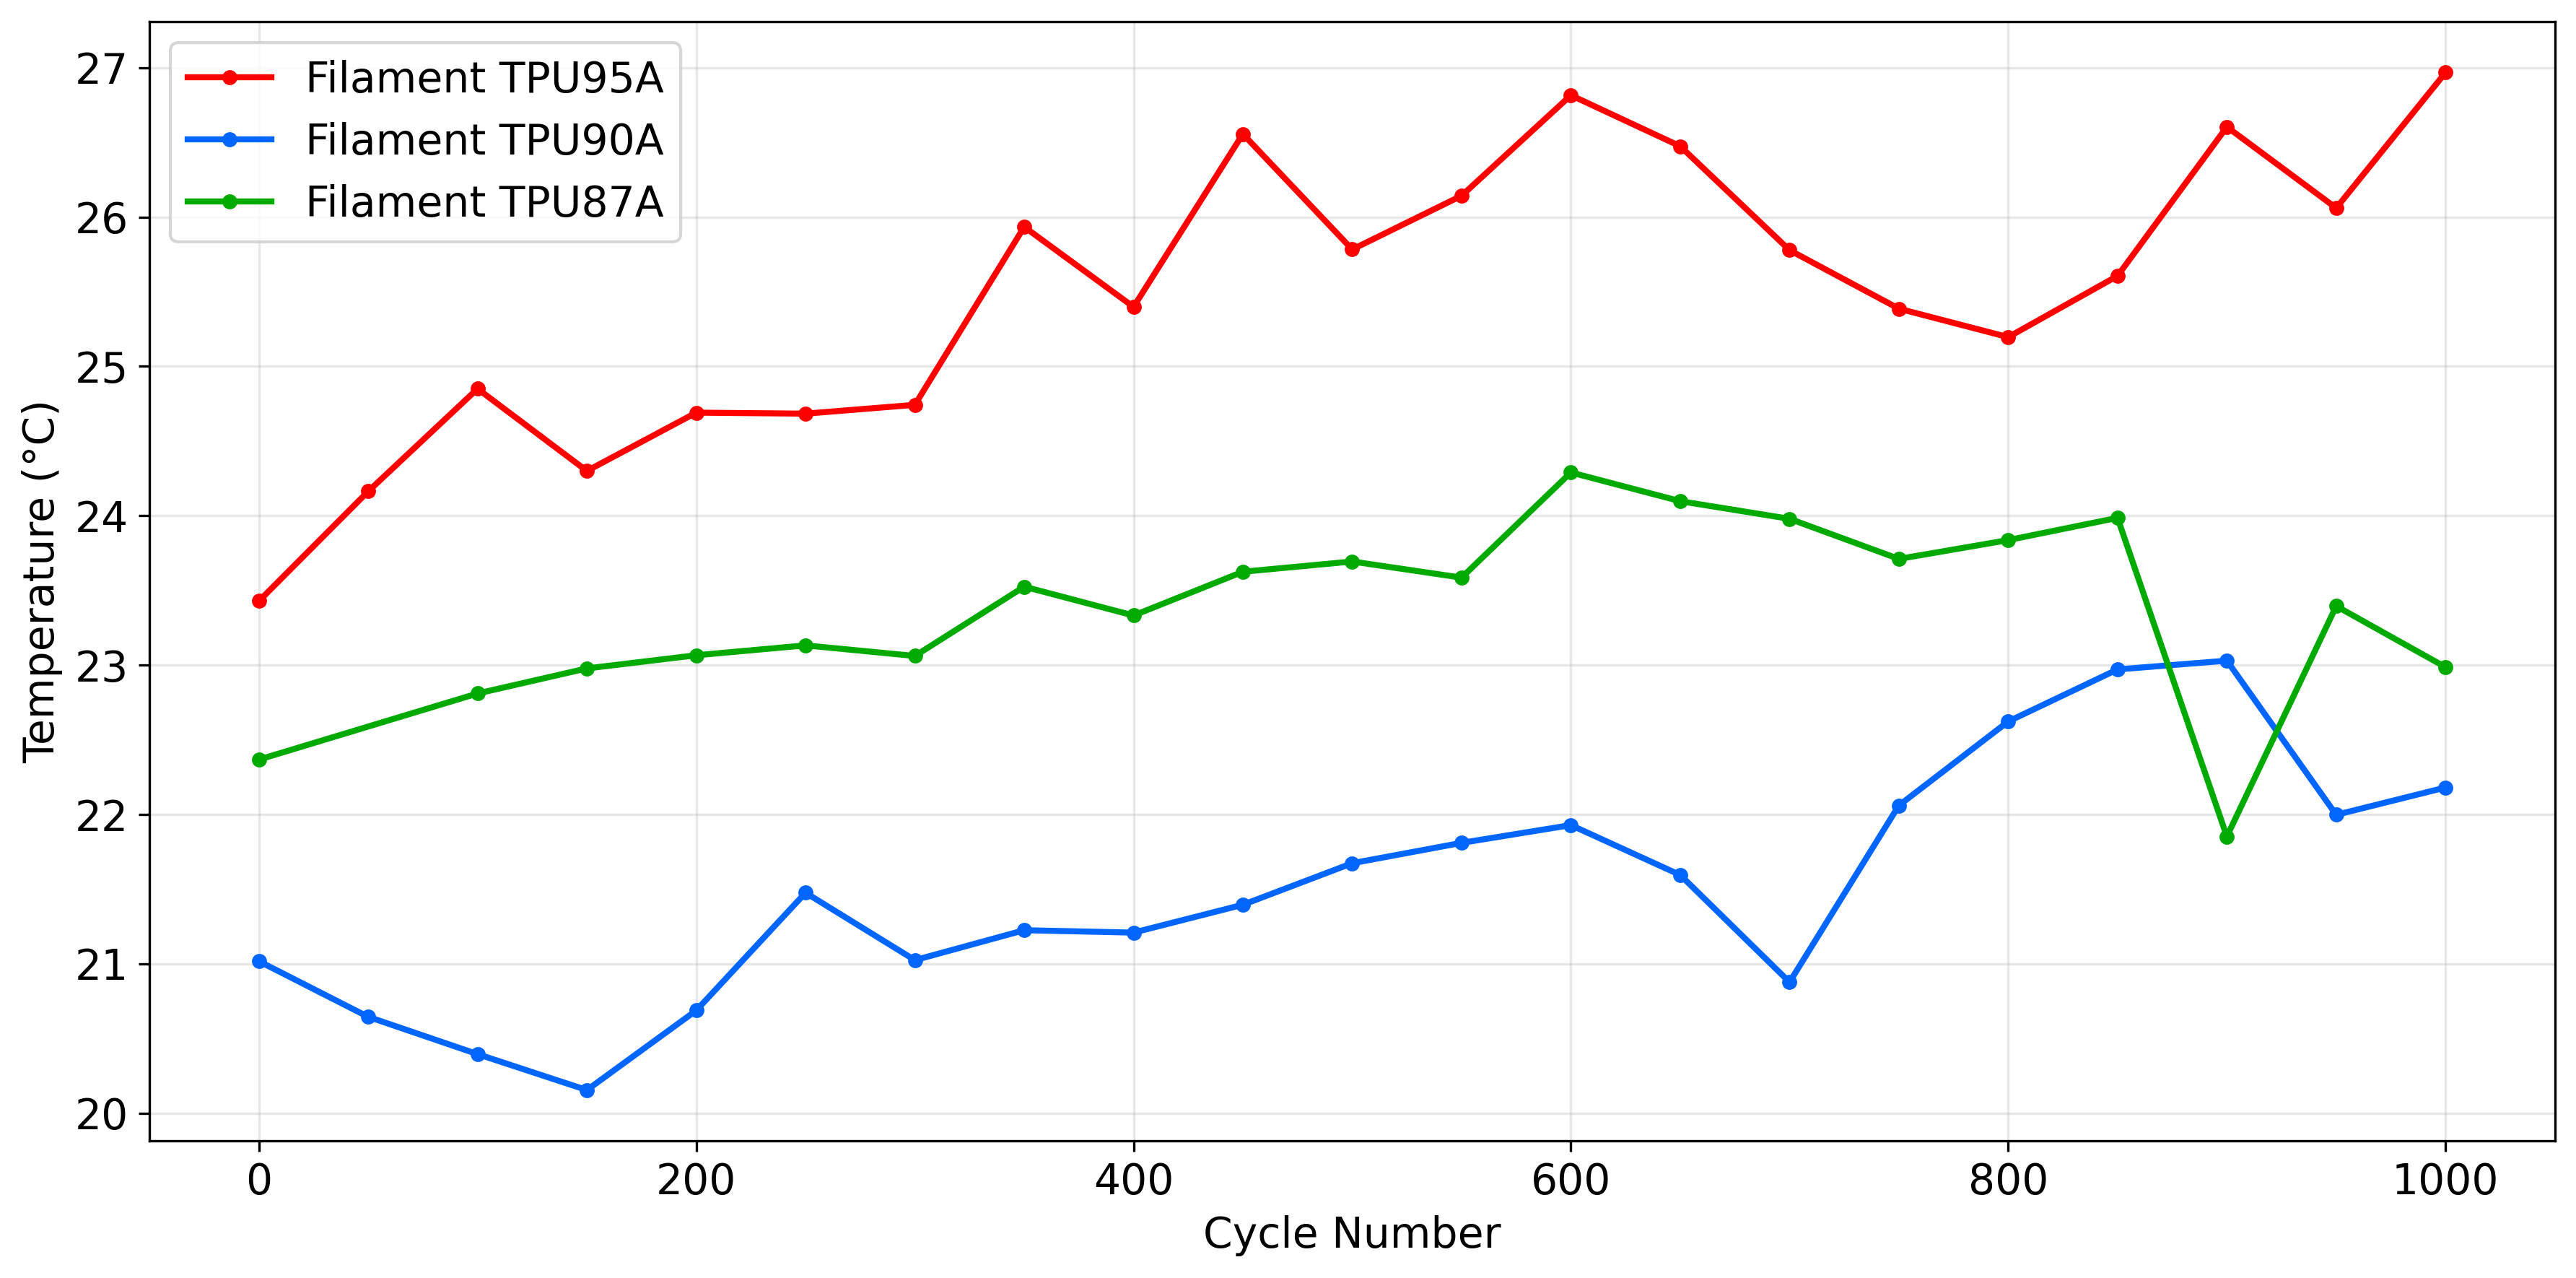 Filament TPU95A
Filament TPU90A
Filament TPU87A
27
26
25
24
23
22
21
20
Temperature (°C)
0 200 400 600 800 1000
Cycle Number